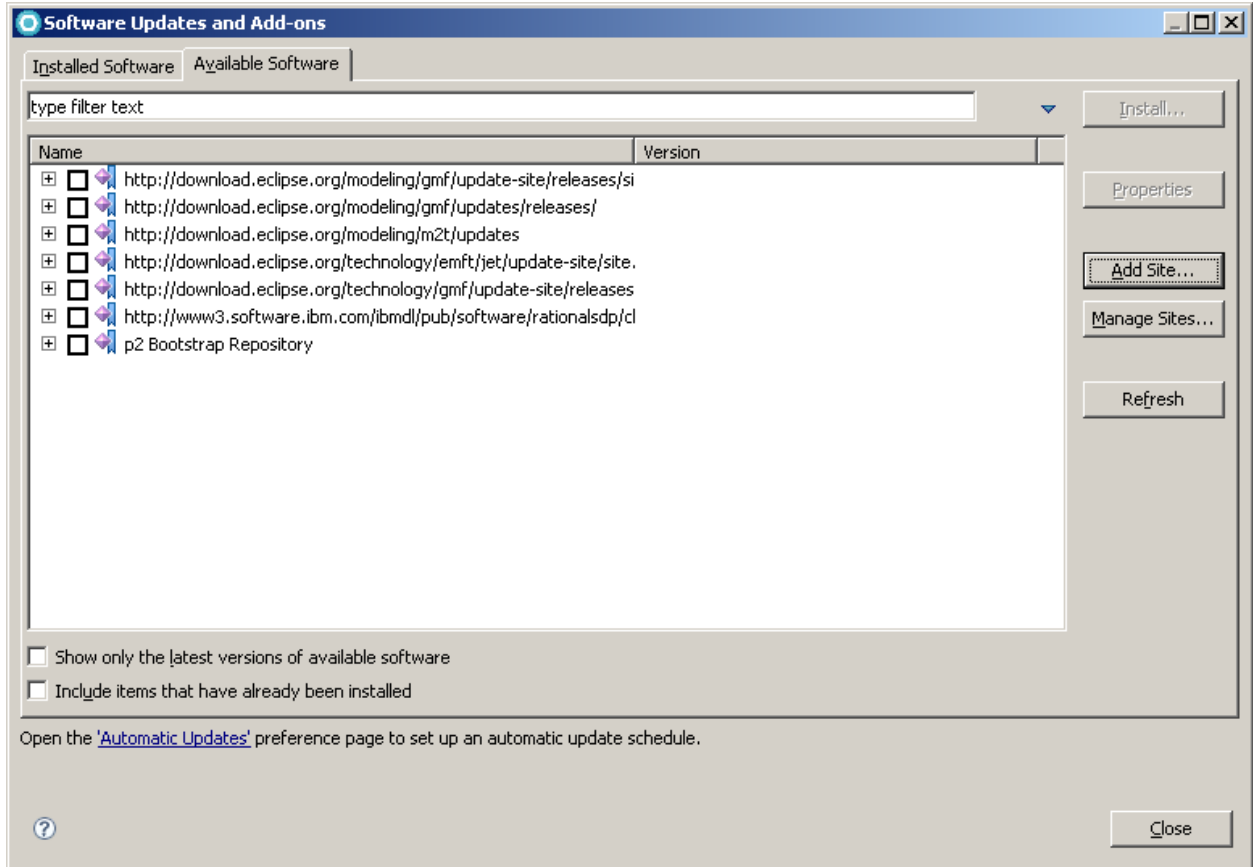 Software Updates and Add-ons
Installed Software
Available Software
type filter text
Install...
Name
Version
http://download.eclipse.org/modeling/gmf/update-site/releases/si
http://download.eclipse.org/modeling/gmf/updates/releases/
Properties
http://download.eclipse.org/modeling/m2t/updates
http://download.eclipse.org/technology/emft/jet/update-site/site.
Add Site...
http://download.eclipse.org/technology/gmf/update-site/releases
http://www3.software.ibm.com/ibmdl/pub/software/rationalsdp/cl
Manage Sites...
p2 Bootstrap Repository
Refresh
Show only the latest versions of available software
Include items that have already been installed
Open the 'Automatic Updates' preference page to set up an automatic update schedule.
?
Close